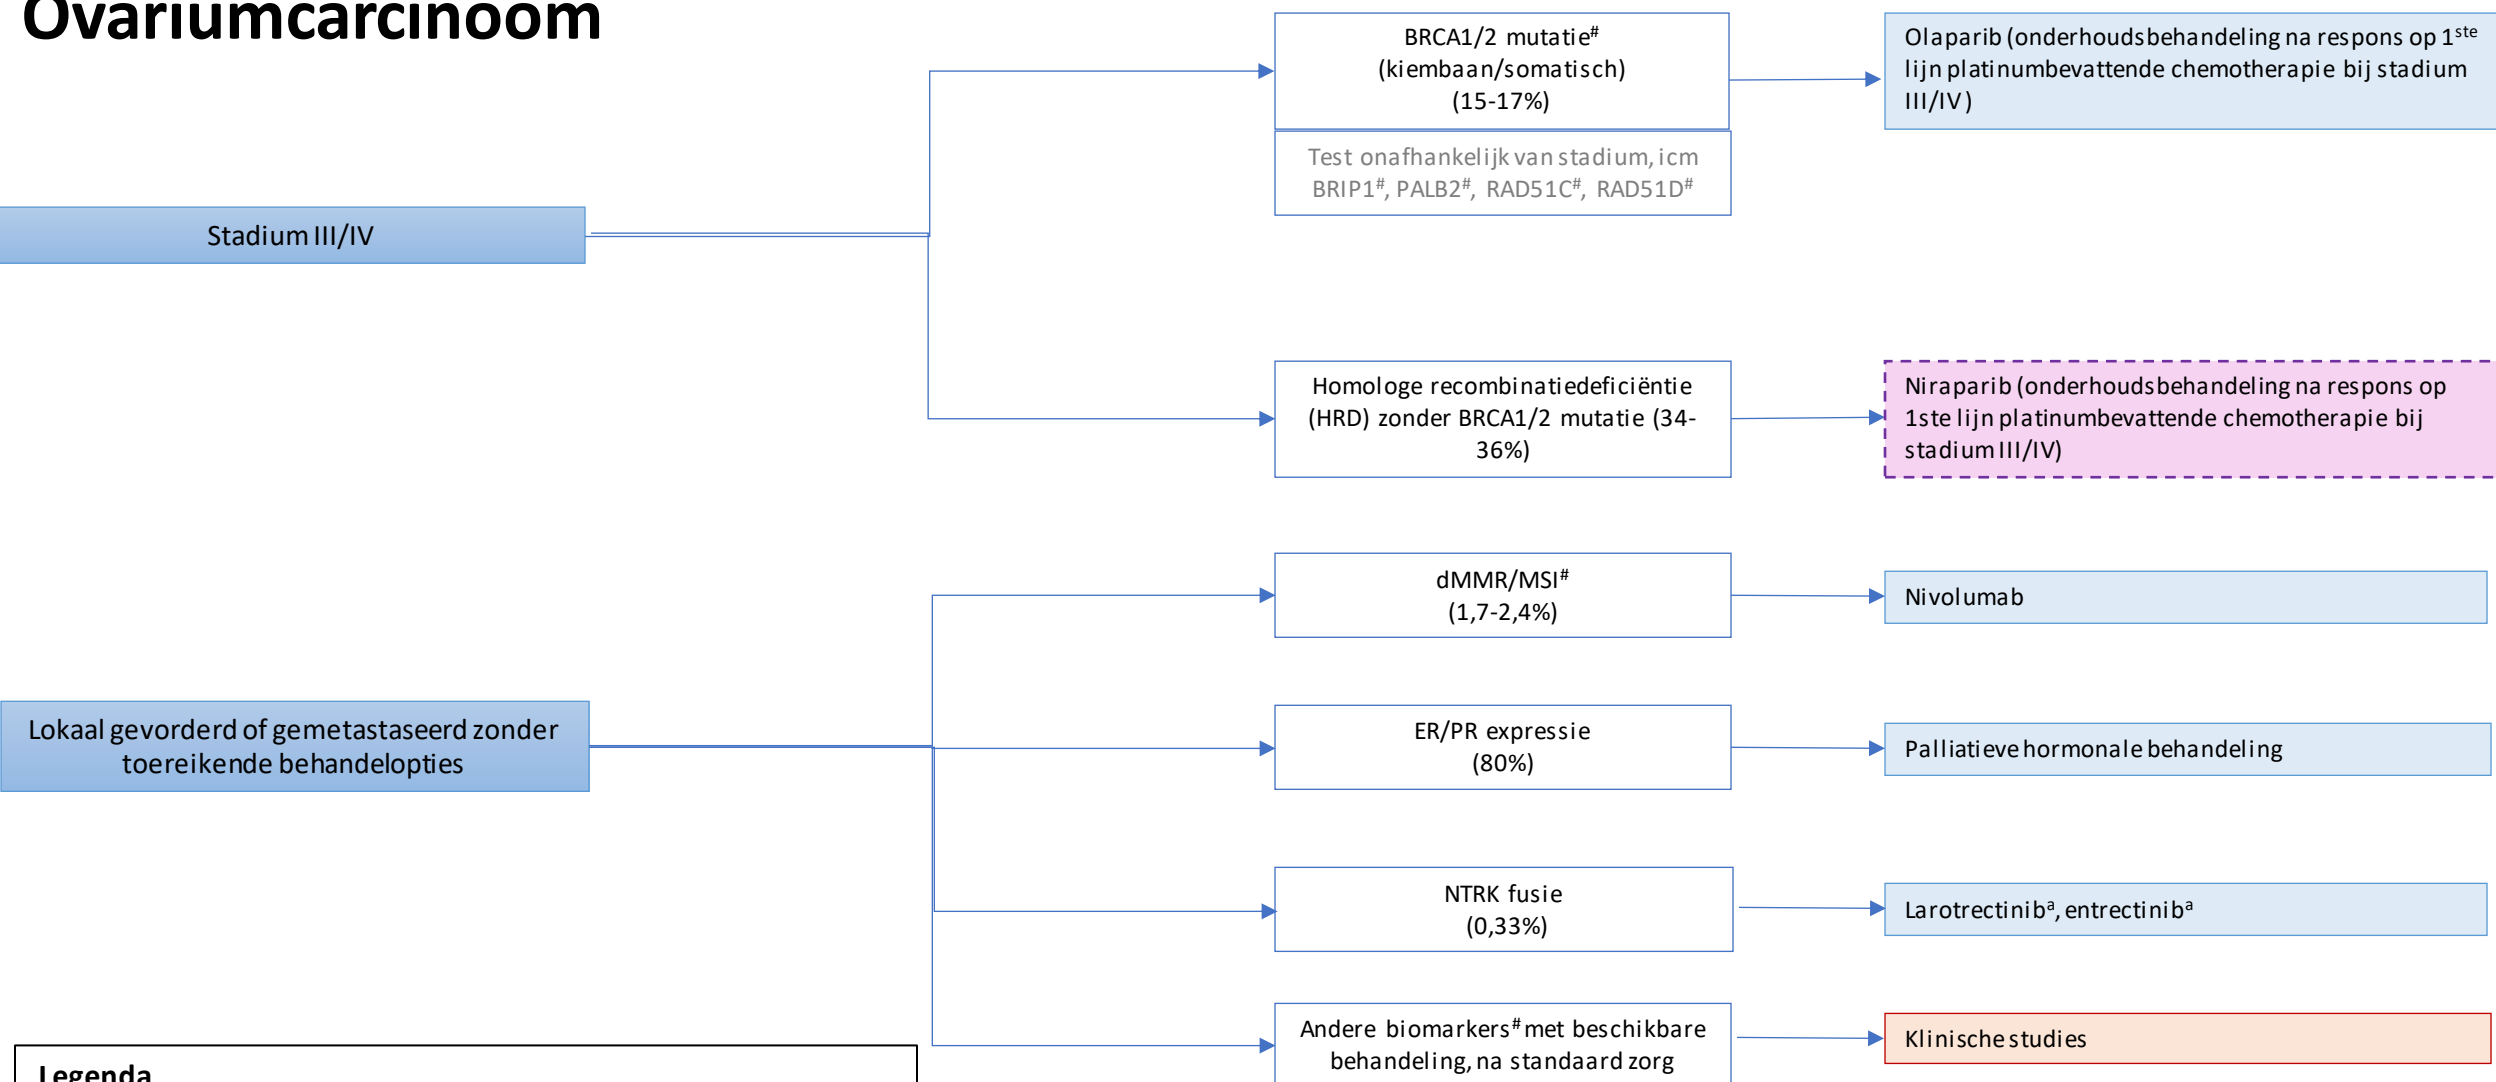 Ovariumcarcinoom
BRCA1/2 mutatie#
(kiembaan/somatisch)
(15-17%)
Test onafhankelijk van stadium, icm
BRIP1#, PALB2#, RAD51C#, RAD51D#
Olaparib (onderhoudsbehandeling na respons op 1ste
lijn platinumbevattende chemotherapie bij stadium
III/IV)
Stadium III/IV
Homologe recombinatiedeficiëntie
(HRD) zonder BRCA1/2 mutatie (34-
36%)
Niraparib (onderhoudsbehandeling na respons op
1ste lijn platinumbevattende chemotherapie bij
stadium III/IV)
dMMR/MSI#
(1,7-2,4%)
Nivolumab
Lokaal gevorderd of gemetastaseerd zonder
toereikende behandelopties
ER/PR expressie
(80%)
Palliatieve hormonale behandeling
NTRK fusie
(0,33%)
Larotrectinibᵃ, entrectinibᵃ
Andere biomarkers# met beschikbare
behandeling, na standaard zorg
Klinische studies
Legenda